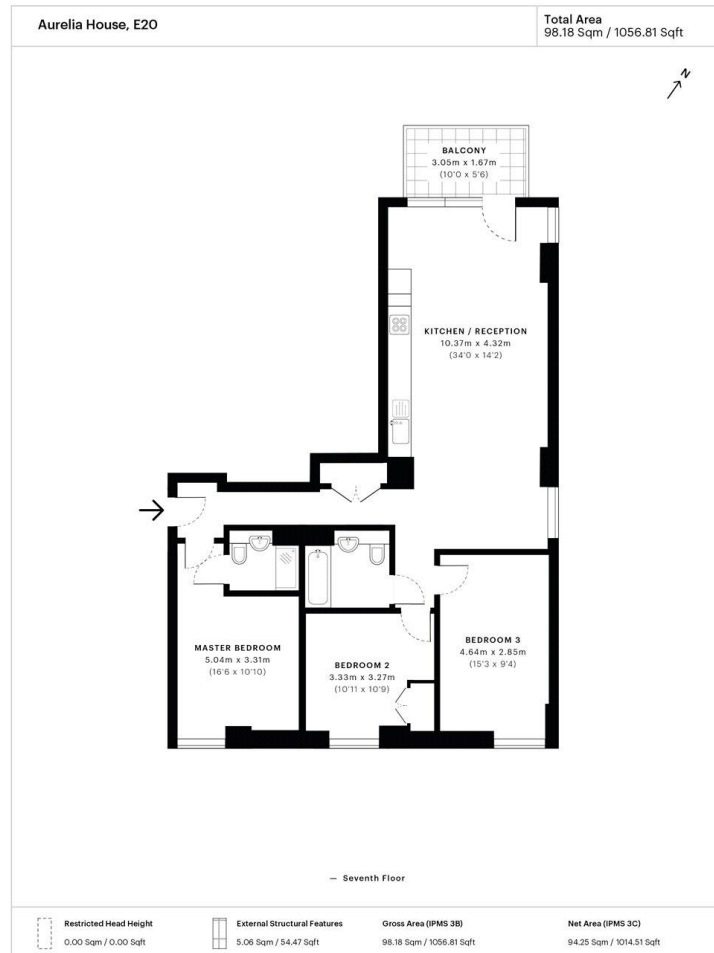 Aurelia House, E20
Total Area
98.18 Sqm / 1056.81 Sqft
N
BALCONY
3.05m x 1.67m
(10'0 x 5'6)
KITCHEN / RECEPTION
10.37m x 4.32m
(34'0 x 14'2)
MASTER BEDROOM
5.04m x 3.31m
(16'6 x 10'10)
BEDROOM 2
3.33m x 3.27m
(10'11 x 10'9)
BEDROOM 3
4.64m x 2.85m
(15'3 x 9'4)
— Seventh Floor
Restricted Head Height
0.00 Sqm / 0.00 Sqft
External Structural Features
5.06 Sqm / 54.47 Sqft
Gross Area (IPMS 3B)
98.18 Sqm / 1056.81 Sqft
Net Area (IPMS 3C)
94.25 Sqm / 1014.51 Sqft